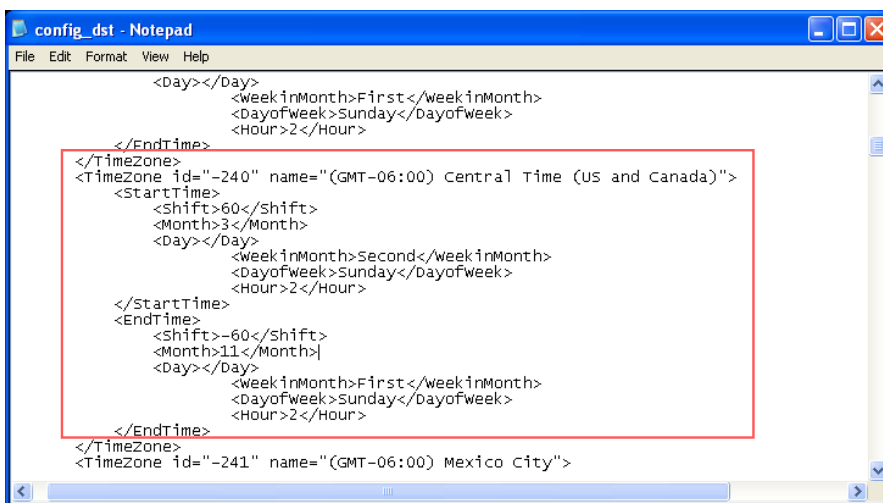 config_dst - Notepad
File Edit Format View Help
<Day></Day>
<WeekinMonth>First</WeekinMonth>
<DayofWeek>Sunday</DayofWeek>
<Hour>2</Hour>
</EndTime>
</TimeZone>
<TimeZone id="-240" name="(GMT-06:00) Central Time (US and Canada)">
<StartTime>
<Shift>60</Shift>
<Month>3</Month>
<Day></Day>
<WeekinMonth>Second</WeekinMonth>
<DayofWeek>Sunday</DayofWeek>
<Hour>2</Hour>
</StartTime>
<EndTime>
<Shift>-60</Shift>
<Month>11</Month>
<Day></Day>
<WeekinMonth>First</WeekinMonth>
<DayofWeek>Sunday</DayofWeek>
<Hour>2</Hour>
</EndTime>
</TimeZone>
<TimeZone id="-241" name="(GMT-06:00) Mexico City">